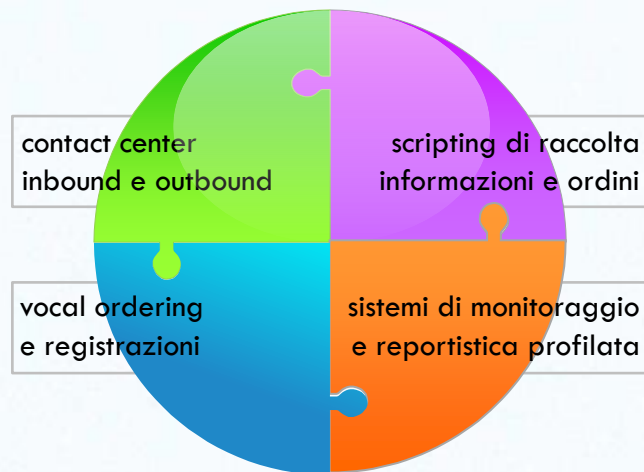 contact center
inbound e outbound
scripting di raccolta
informazioni e ordini
vocal ordering
e registrazioni
sistemi di monitoraggio
e reportistica profilata